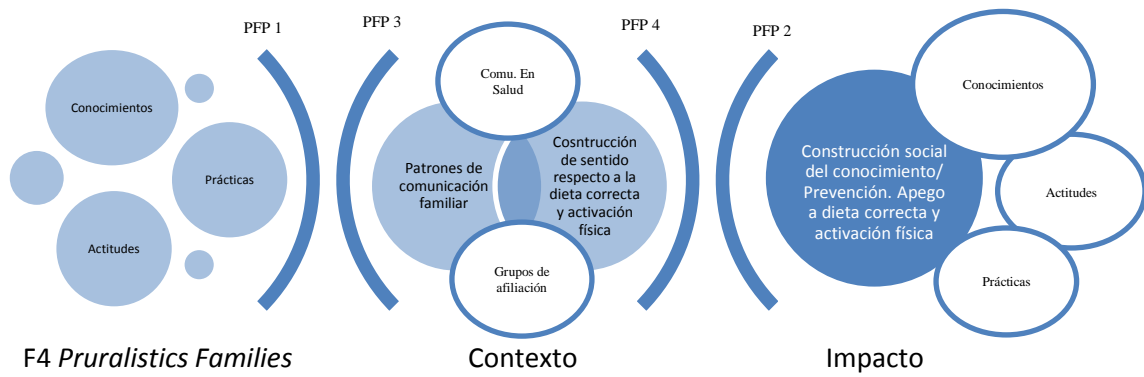 PFP 1
PFP 3
PFP 4
PFP 2
Conocimientos
Prácticas
Actitudes
Comu. En
Salud
Patrones de
comunicación
familiar
Cosntrucción
de sentido
respecto a la
dieta correcta
y activación
física
Grupos de
afiliación
Construcción social
del conocimiento/
Prevención. Apego
a dieta correcta y
activación física
Conocimientos
Actitudes
Prácticas
F4 Pruralistics Families
Contexto
Impacto